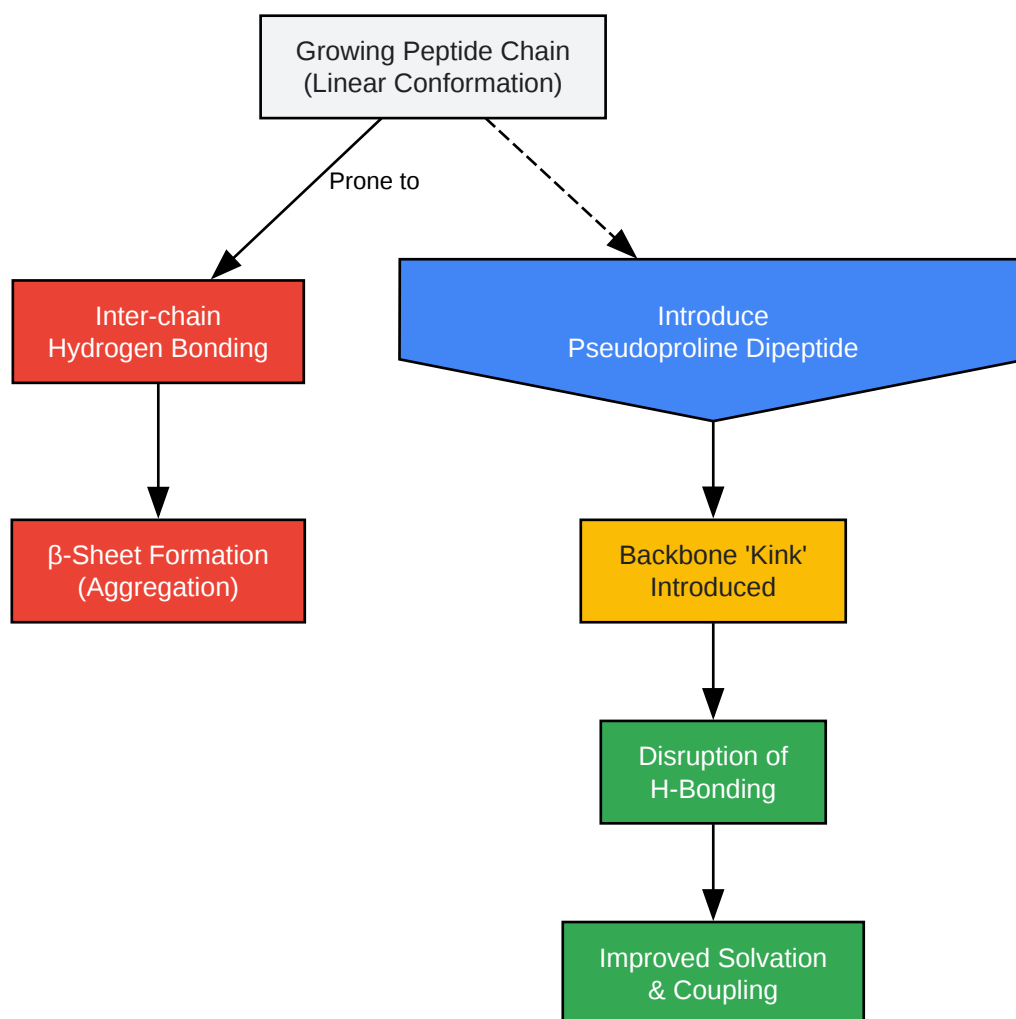 Growing Peptide Chain
(Linear Conformation)
Prone to
Inter-chain
Hydrogen Bonding
Introduce
Pseudoproline Dipeptide
β-Sheet Formation
(Aggregation)
Backbone 'Kink'
Introduced
Disruption of
H-Bonding
Improved Solvation
& Coupling